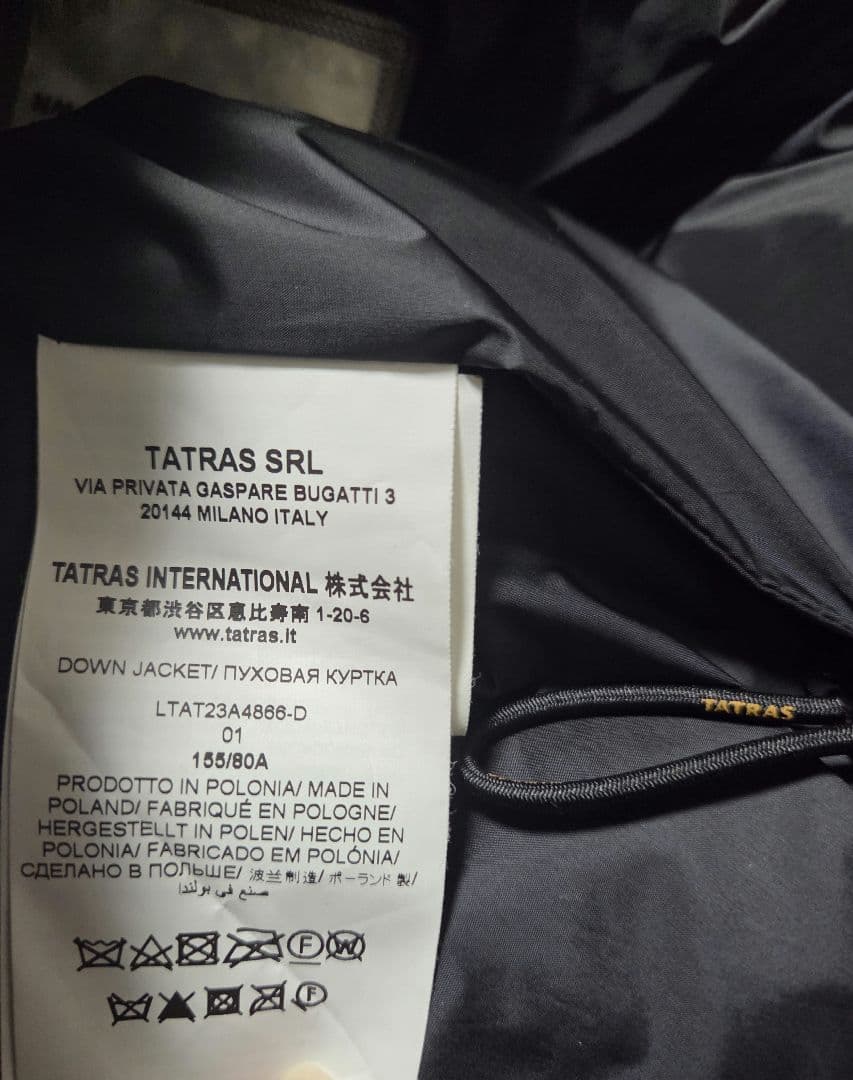 TATRAS SRL
VIA PRIVATA GASPARE BUGATTI 3
20144 MILANO ITALY
TATRAS INTERNATIONAL 株式会社
東京都渋谷区恵比寿南 1-20-6
www.tatras.it
DOWN JACKET/ ПУХОВАЯ КУРТКА
LTAT23A4866-D
01
155/80A
PRODOTTO IN POLONIA/ MADE IN
POLAND/ FABRIQUÉ EN POLOGNE/
HERGESTELLT IN POLEN/ HECHO EN
POLONIA/ FABRICADO EM POLÓNIA/
СДЕЛАНО В ПОЛЬШЕ/ 波兰制造/ ポーランド製/
صنع في بولندا
F W
F
TATRAS